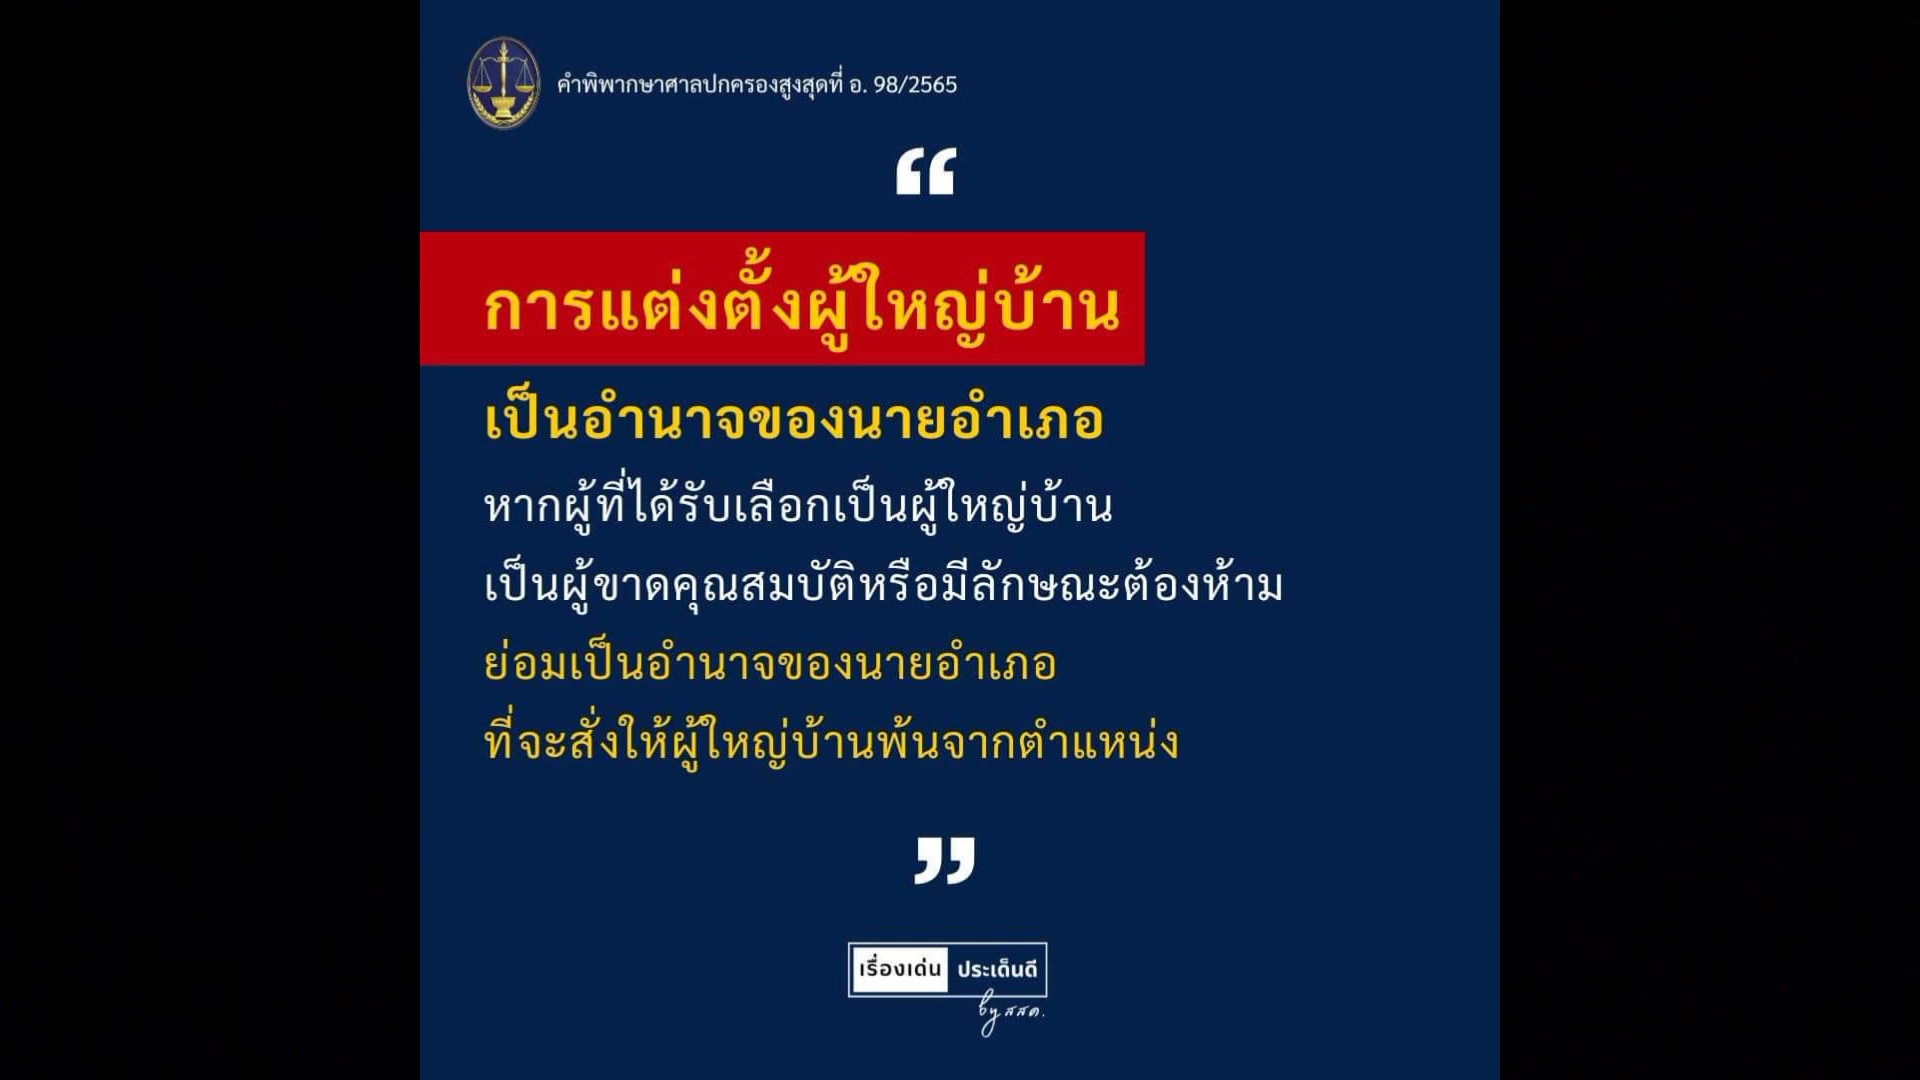 คำพิพากษาศาลปกครองสูงสุดที่ อ. 98/2565
“
การแต่งตั้งผู้ใหญ่บ้าน
เป็นอำนาจของนายอำเภอ
หากผู้ที่ได้รับเลือกเป็นผู้ใหญ่บ้าน
เป็นผู้ขาดคุณสมบัติหรือมีลักษณะต้องห้าม
ย่อมเป็นอำนาจของนายอำเภอ
ที่จะสั่งให้ผู้ใหญ่บ้านพ้นจากตำแหน่ง
”
เรื่องเด่น ประเด็นดี
by สสค.